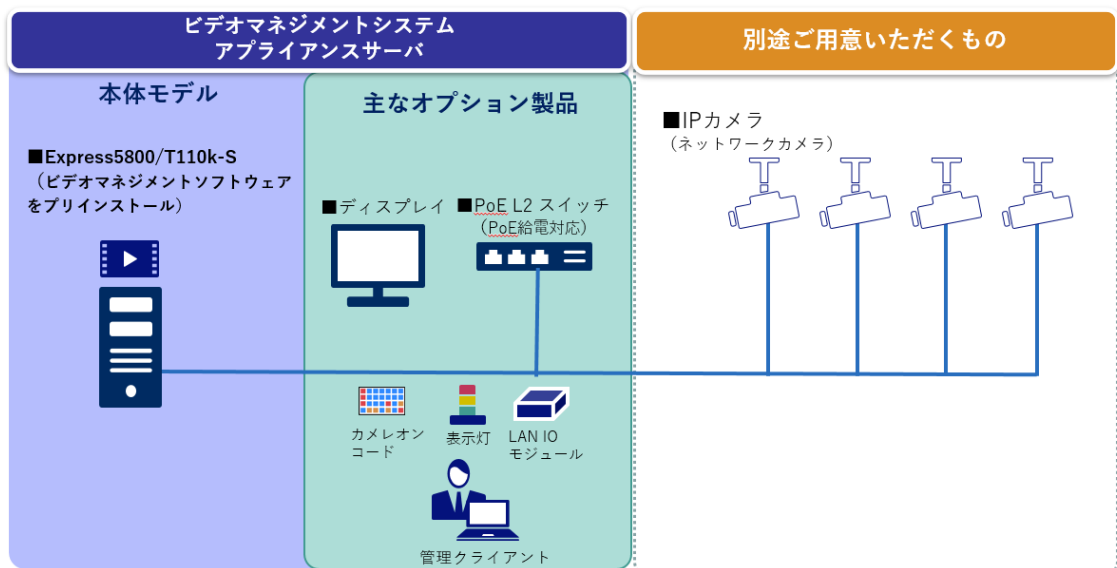 ビデオマネジメントシステム
アプライアンスサーバ
別途ご用意いただくもの
本体モデル
■Express5800/T110k-S
（ビデオマネジメントソフトウェア
をプリインストール）
主なオプション製品
■ディスプレイ
■PoE L2 スイッチ
（PoE給電対応）
カメレオン
コード
表示灯
LAN IO
モジュール
管理クライアント
■IPカメラ
（ネットワークカメラ）